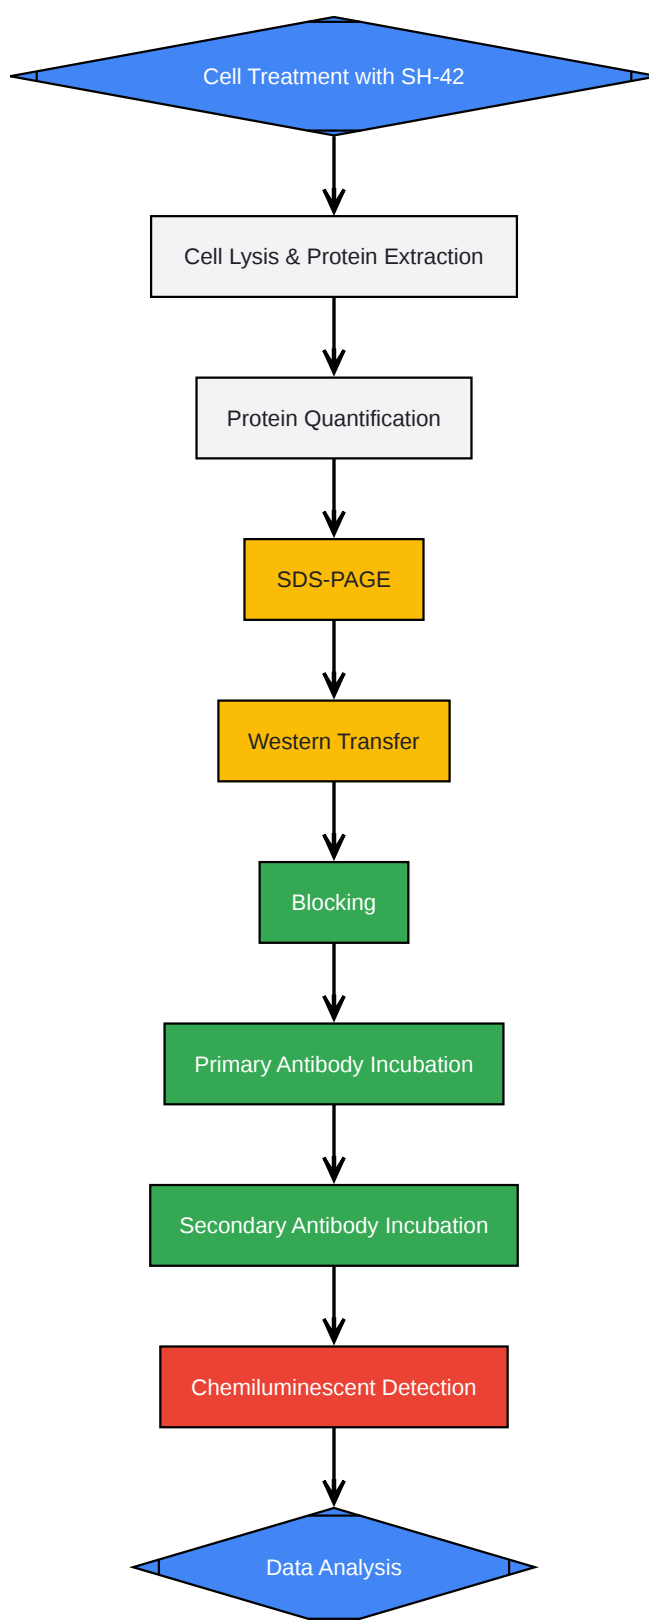 Cell Treatment with SH-42
Cell Lysis & Protein Extraction
Protein Quantification
SDS-PAGE
Western Transfer
Blocking
Primary Antibody Incubation
Secondary Antibody Incubation
Chemiluminescent Detection
Data Analysis